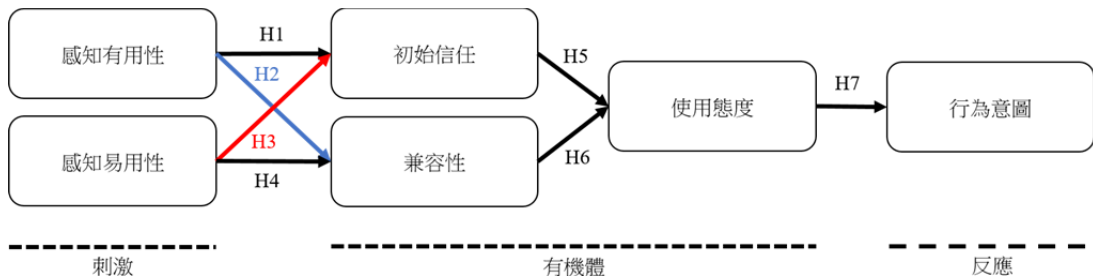 感知有用性
H1
初始信任
H2
H5
使用態度
H7
行為意圖
感知易用性
H3
H4
兼容性
H6
刺激
有機體
反應